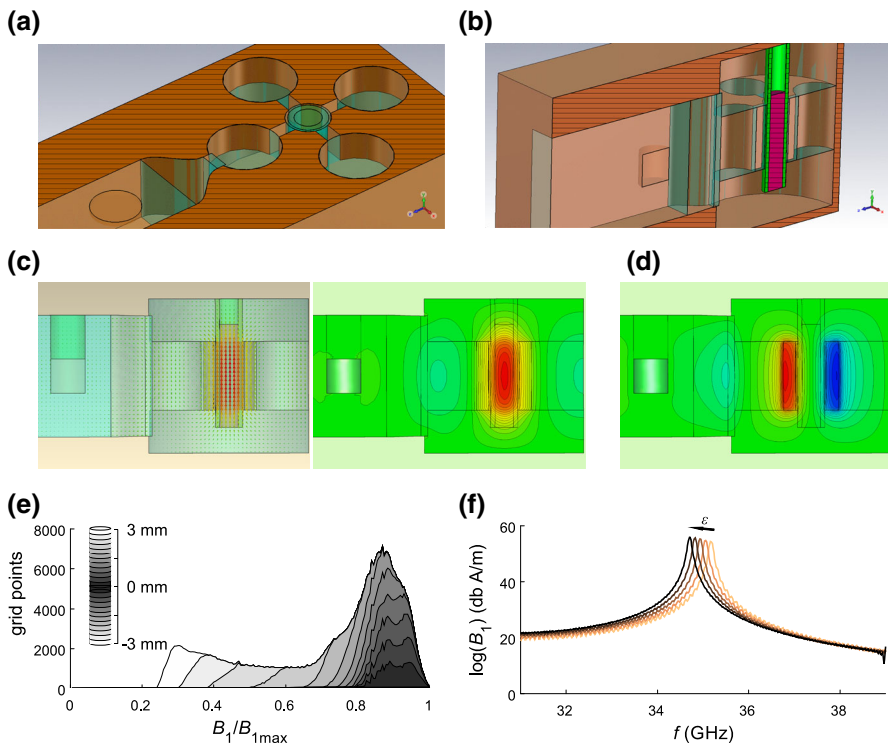 (a)
(b)
(c)
(d)
(e)
8000
6000
4000
2000
0
grid points
3 mm
0 mm
-3 mm
0
0.2
0.4
0.6
0.8
1
B₁/B₁max
(f)
ε
60
40
20
0
log(B₁) (db A/m)
32
34
36
38
f (GHz)